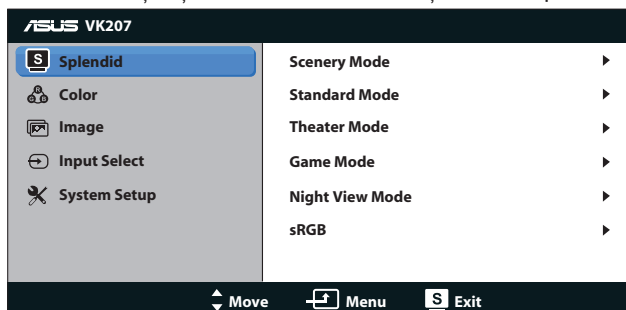 ASUS VK207
S Splendid
Color
Image
Input Select
System Setup
Scenery Mode
Standard Mode
Theater Mode
Game Mode
Night View Mode
sRGB
Move Menu S Exit